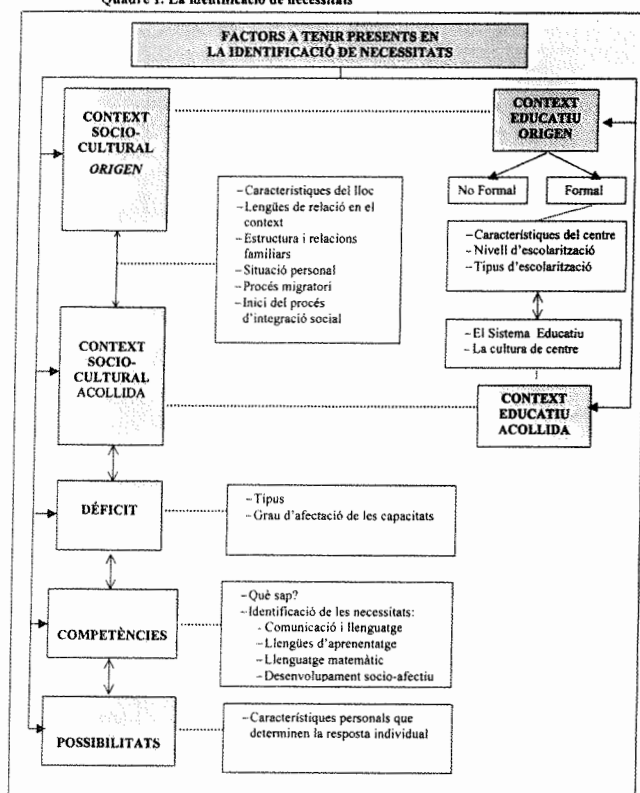 Quadre 1. La identificació de necessitats
FACTORS A TENIR PRESENTS EN
LA IDENTIFICACIÓ DE NECESSITATS
CONTEXT
SOCIO-
CULTURAL
ORIGEN
CONTEXT
EDUCATIU
ORIGEN
No Formal
Formal
- Característiques del lloc
- Lengües de relació en el
context
- Estructura i relacions
familiars
- Situació personal
- Procés migratori
- Inici del procés
d'integració social
- Característiques del centre
- Nivell d'escolarització
- Tipus d'escolarització
- El Sistema Educatiu
- La cultura de centre
CONTEXT
SOCIO-
CULTURAL
ACOLLIDA
CONTEXT
EDUCATIU
ACOLLIDA
DÉFICIT
- Tipus
- Grau d'afectació de les capacitats
COMPETÈNCIES
- Què sap?
- Identificació de les necessitats:
- Comunicació i llenguatge
- Llengües d'aprenentatge
- Llenguatge matemàtic
- Desenvolupament socio-afectiu
POSSIBILITATS
- Característiques personals que
determinen la resposta individual